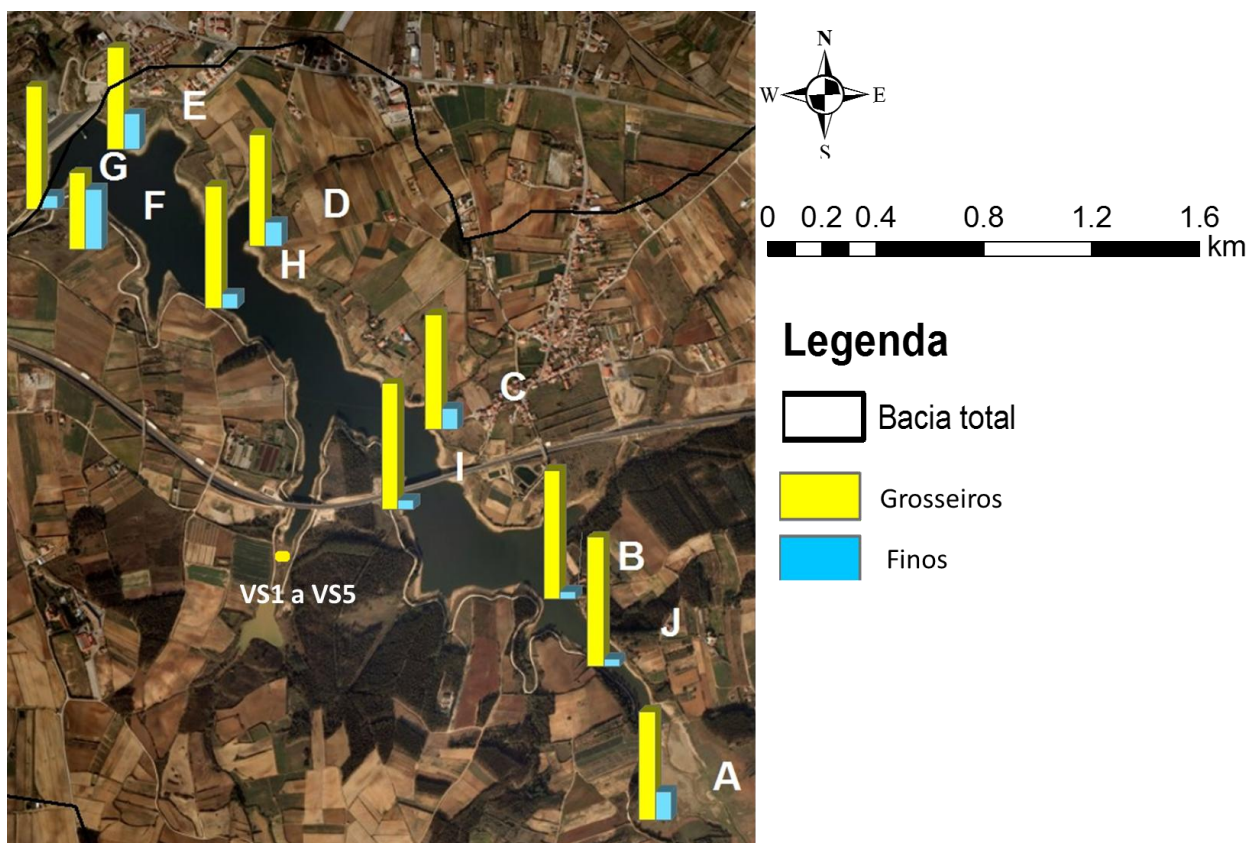 N
W E
S
0 0.2 0.4 0.8 1.2 1.6
km
Legenda
Bacia total
Grosseiros
Finos
E
G
F
D
H
C
I
B
VS1 a VS5
J
A